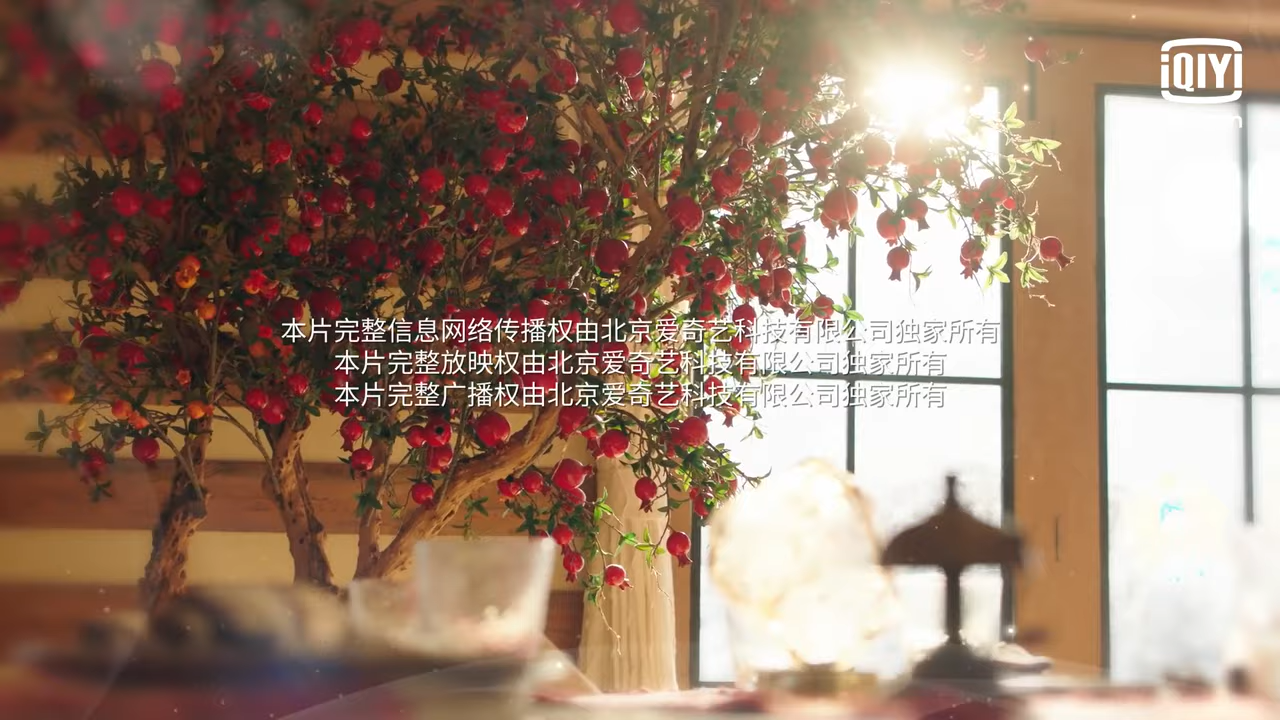 iQIYI
本片完整信息网络传播权由北京爱奇艺科技有限公司独家所有
本片完整放映权由北京爱奇艺科技有限公司独家所有
本片完整广播权由北京爱奇艺科技有限公司独家所有